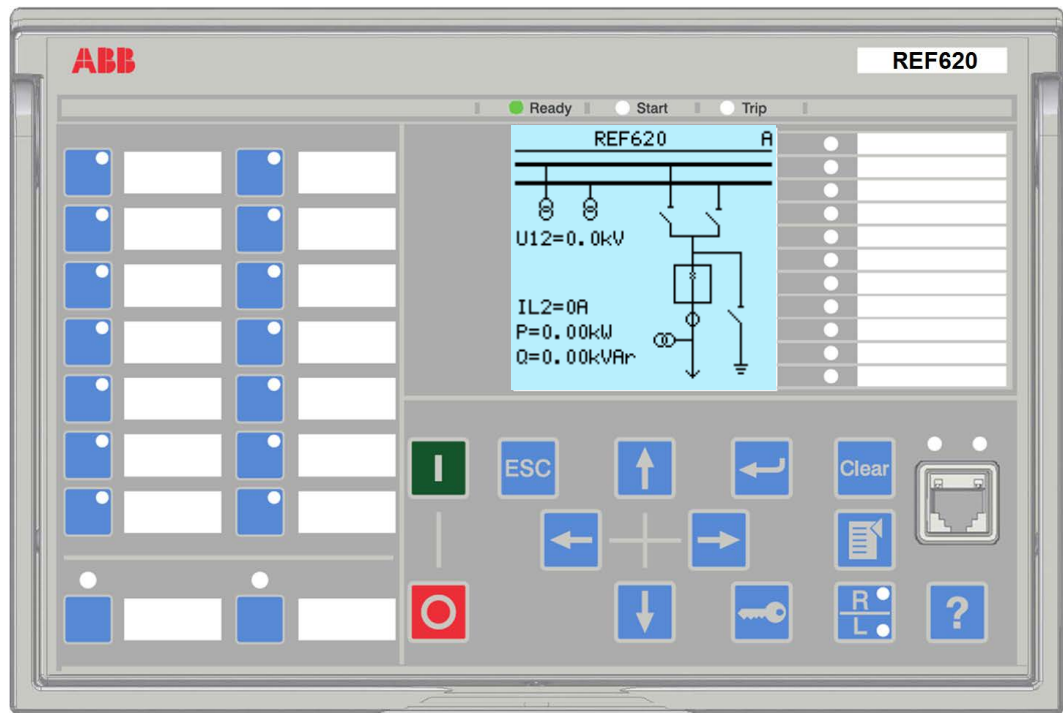 ABB
REF620
Ready
Start
Trip
REF620 A
U12=0.0kV
IL2=0A
P=0.00kW
Q=0.00kVAr
I
ESC
Clear
O
R
L
?